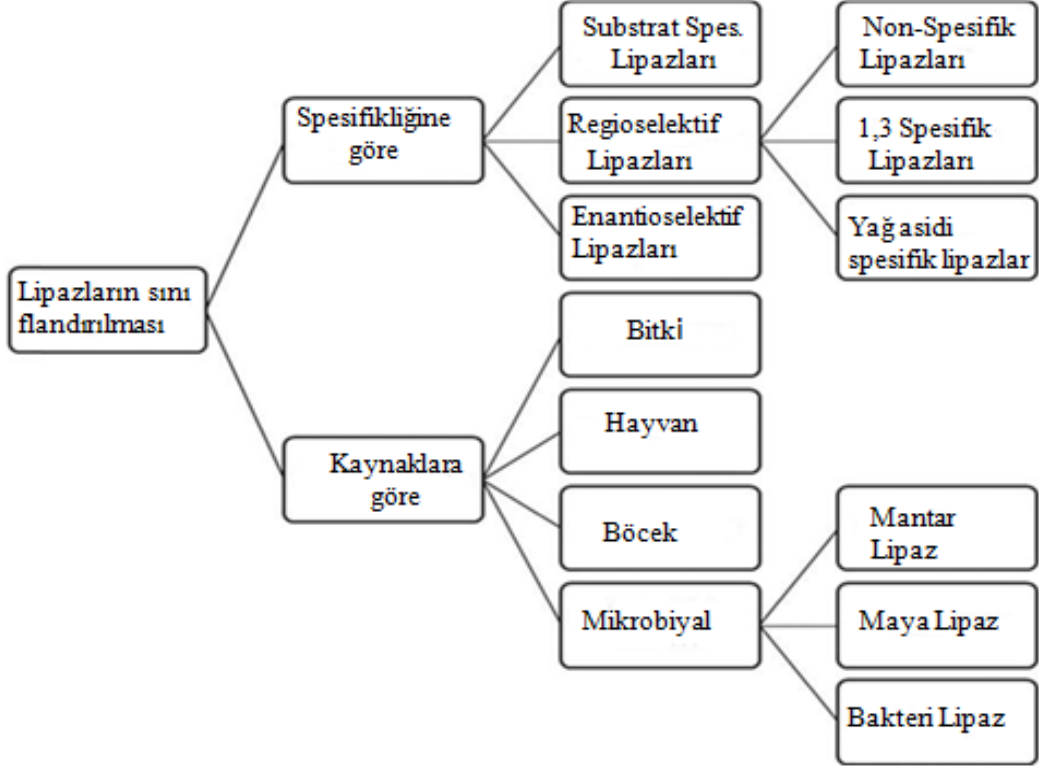 Lipazların sını
flandırılması
Spesifikliğine
göre
Substrat Spes.
Lipazları
Regioselektif
Lipazları
Enantioselektif
Lipazları
Non-Spesifik
Lipazları
1,3 Spesifik
Lipazları
Yağ asidi
spesifik lipazlar
Kaynaklara
göre
Bitki
Hayvan
Böcek
Mikrobiyal
Mantar
Lipaz
Maya Lipaz
Bakteri Lipaz